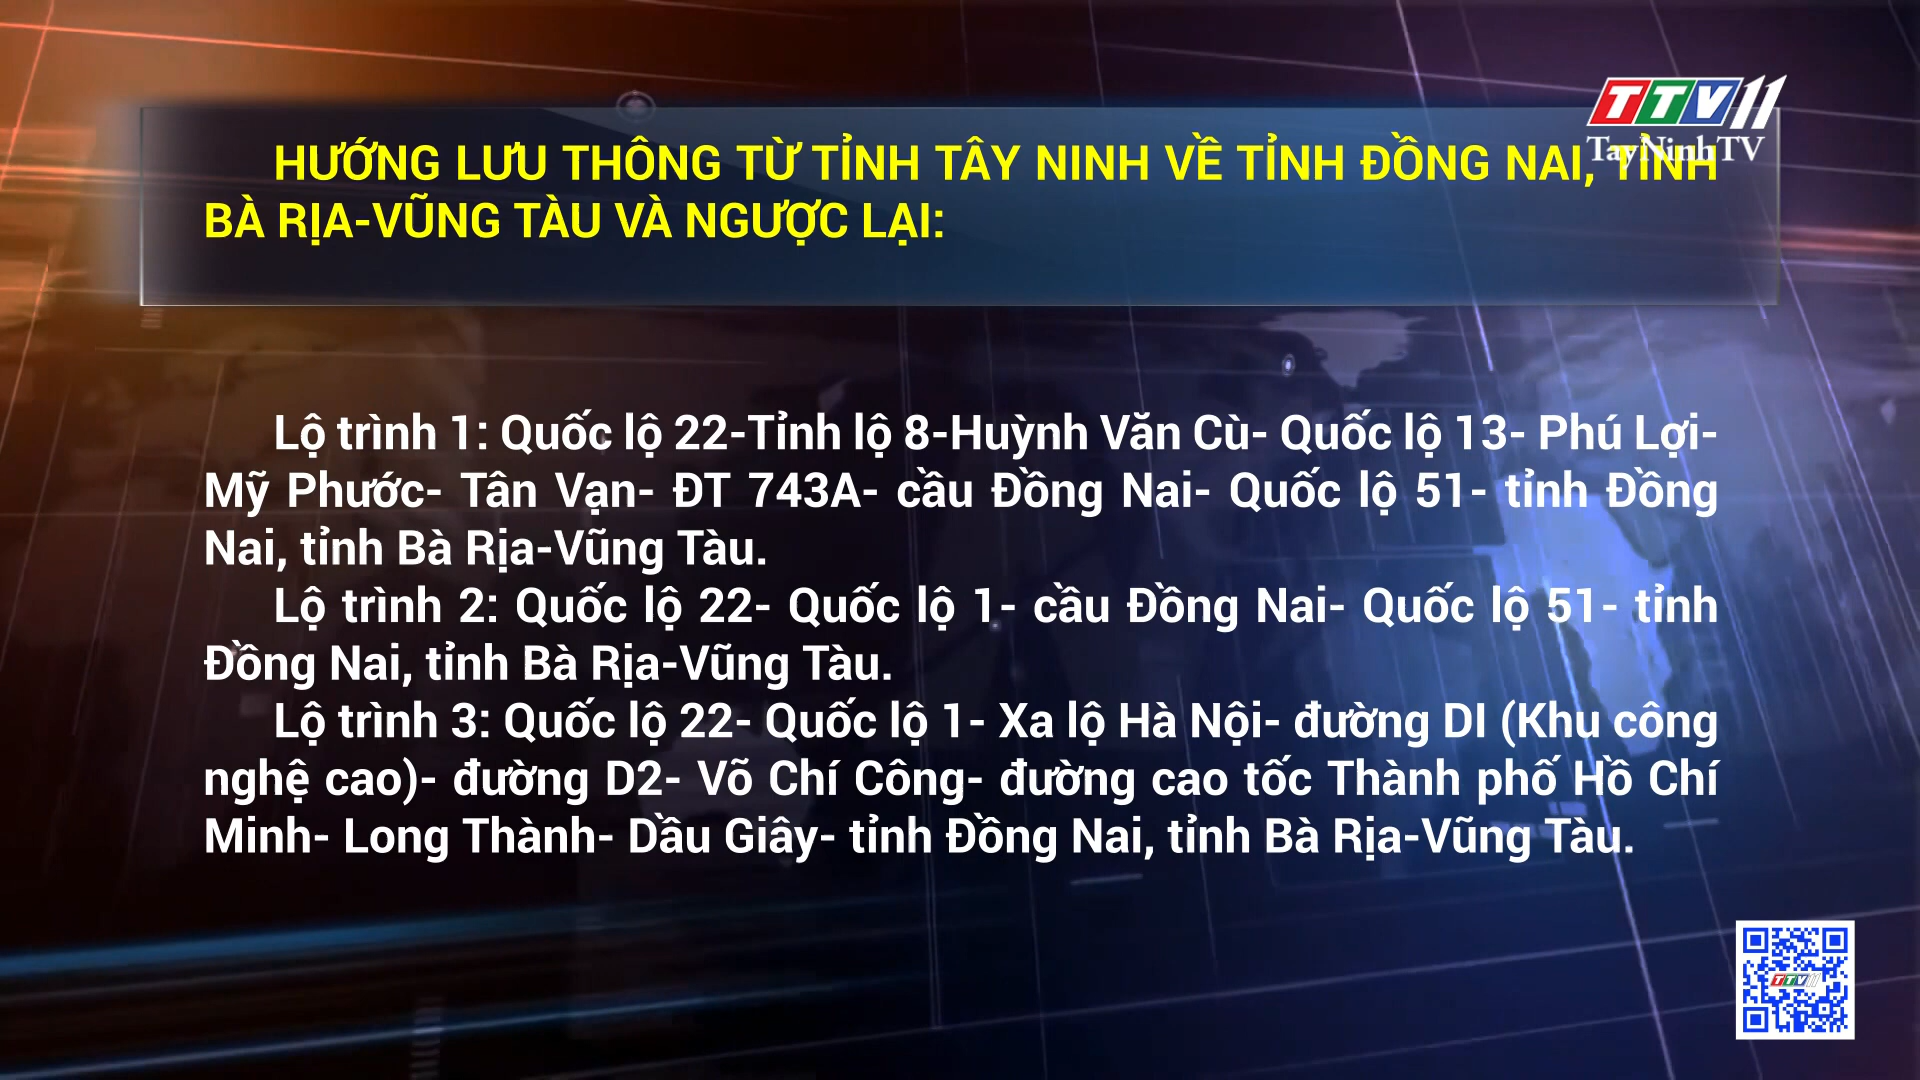 TTV11
TayNinhTV
HƯỚNG LƯU THÔNG TỪ TỈNH TÂY NINH VỀ TỈNH ĐỒNG NAI, TỈNH
BÀ RỊA-VŨNG TÀU VÀ NGƯỢC LẠI:
Lộ trình 1: Quốc lộ 22-Tỉnh lộ 8-Huỳnh Văn Cù- Quốc lộ 13- Phú Lợi-
Mỹ Phước- Tân Vạn- ĐT 743A- cầu Đồng Nai- Quốc lộ 51- tỉnh Đồng
Nai, tỉnh Bà Rịa-Vũng Tàu.
Lộ trình 2: Quốc lộ 22- Quốc lộ 1- cầu Đồng Nai- Quốc lộ 51- tỉnh
Đồng Nai, tỉnh Bà Rịa-Vũng Tàu.
Lộ trình 3: Quốc lộ 22- Quốc lộ 1- Xa lộ Hà Nội- đường DI (Khu công
nghệ cao)- đường D2- Võ Chí Công- đường cao tốc Thành phố Hồ Chí
Minh- Long Thành- Dầu Giây- tỉnh Đồng Nai, tỉnh Bà Rịa-Vũng Tàu.
TTV11